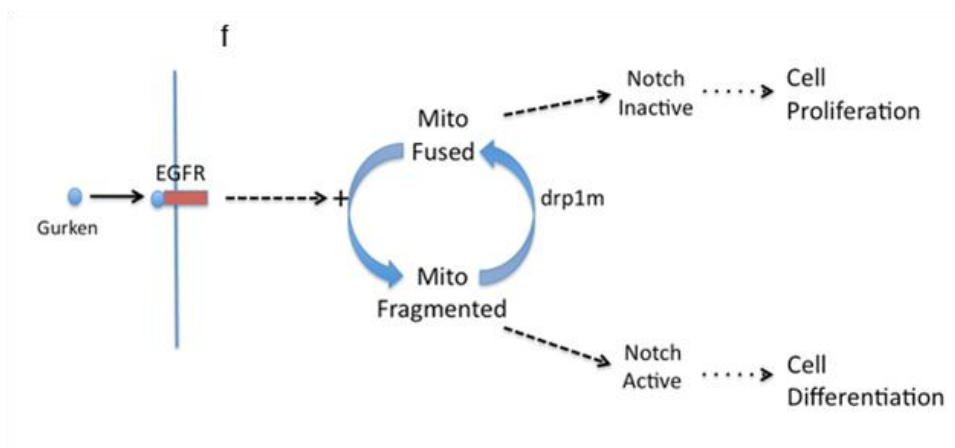 f
Gurken
EGFR
+
Mito
Fused
drp1m
Mito
Fragmented
Notch
Inactive
Cell
Proliferation
Notch
Active
Cell
Differentiation